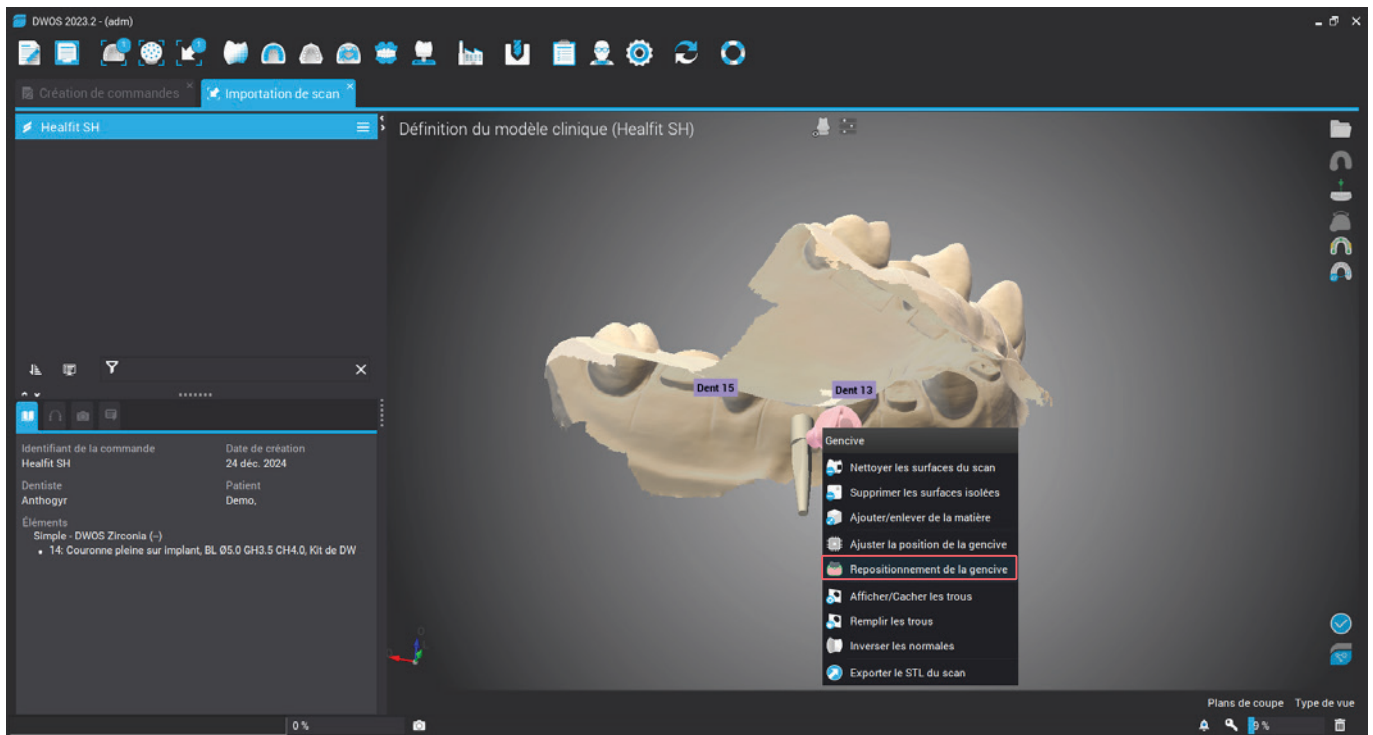 DWOS 2023.2 - (adm)
1
1
Création de commandes
Importation de scan
Healfit SH
Définition du modèle clinique (Healfit SH)
Dent 15
Dent 13
Gencive
Nettoyer les surfaces du scan
Supprimer les surfaces isolées
Ajouter/enlever de la matière
Ajuster la position de la gencive
Repositionnement de la gencive
Afficher/Cacher les trous
Remplir les trous
Inverser les normales
Exporter le STL du scan
Identifiant de la commande
Healfit SH
Date de création
24 déc. 2024
Dentiste
Anthogyr
Patient
Demo,
Éléments
Simple - DWOS Zirconia (--)
• 14: Couronne pleine sur implant, BL Ø5.0 GH3.5 CH4.0, Kit de DW
Plans de coupe Type de vue
0 %
9 %